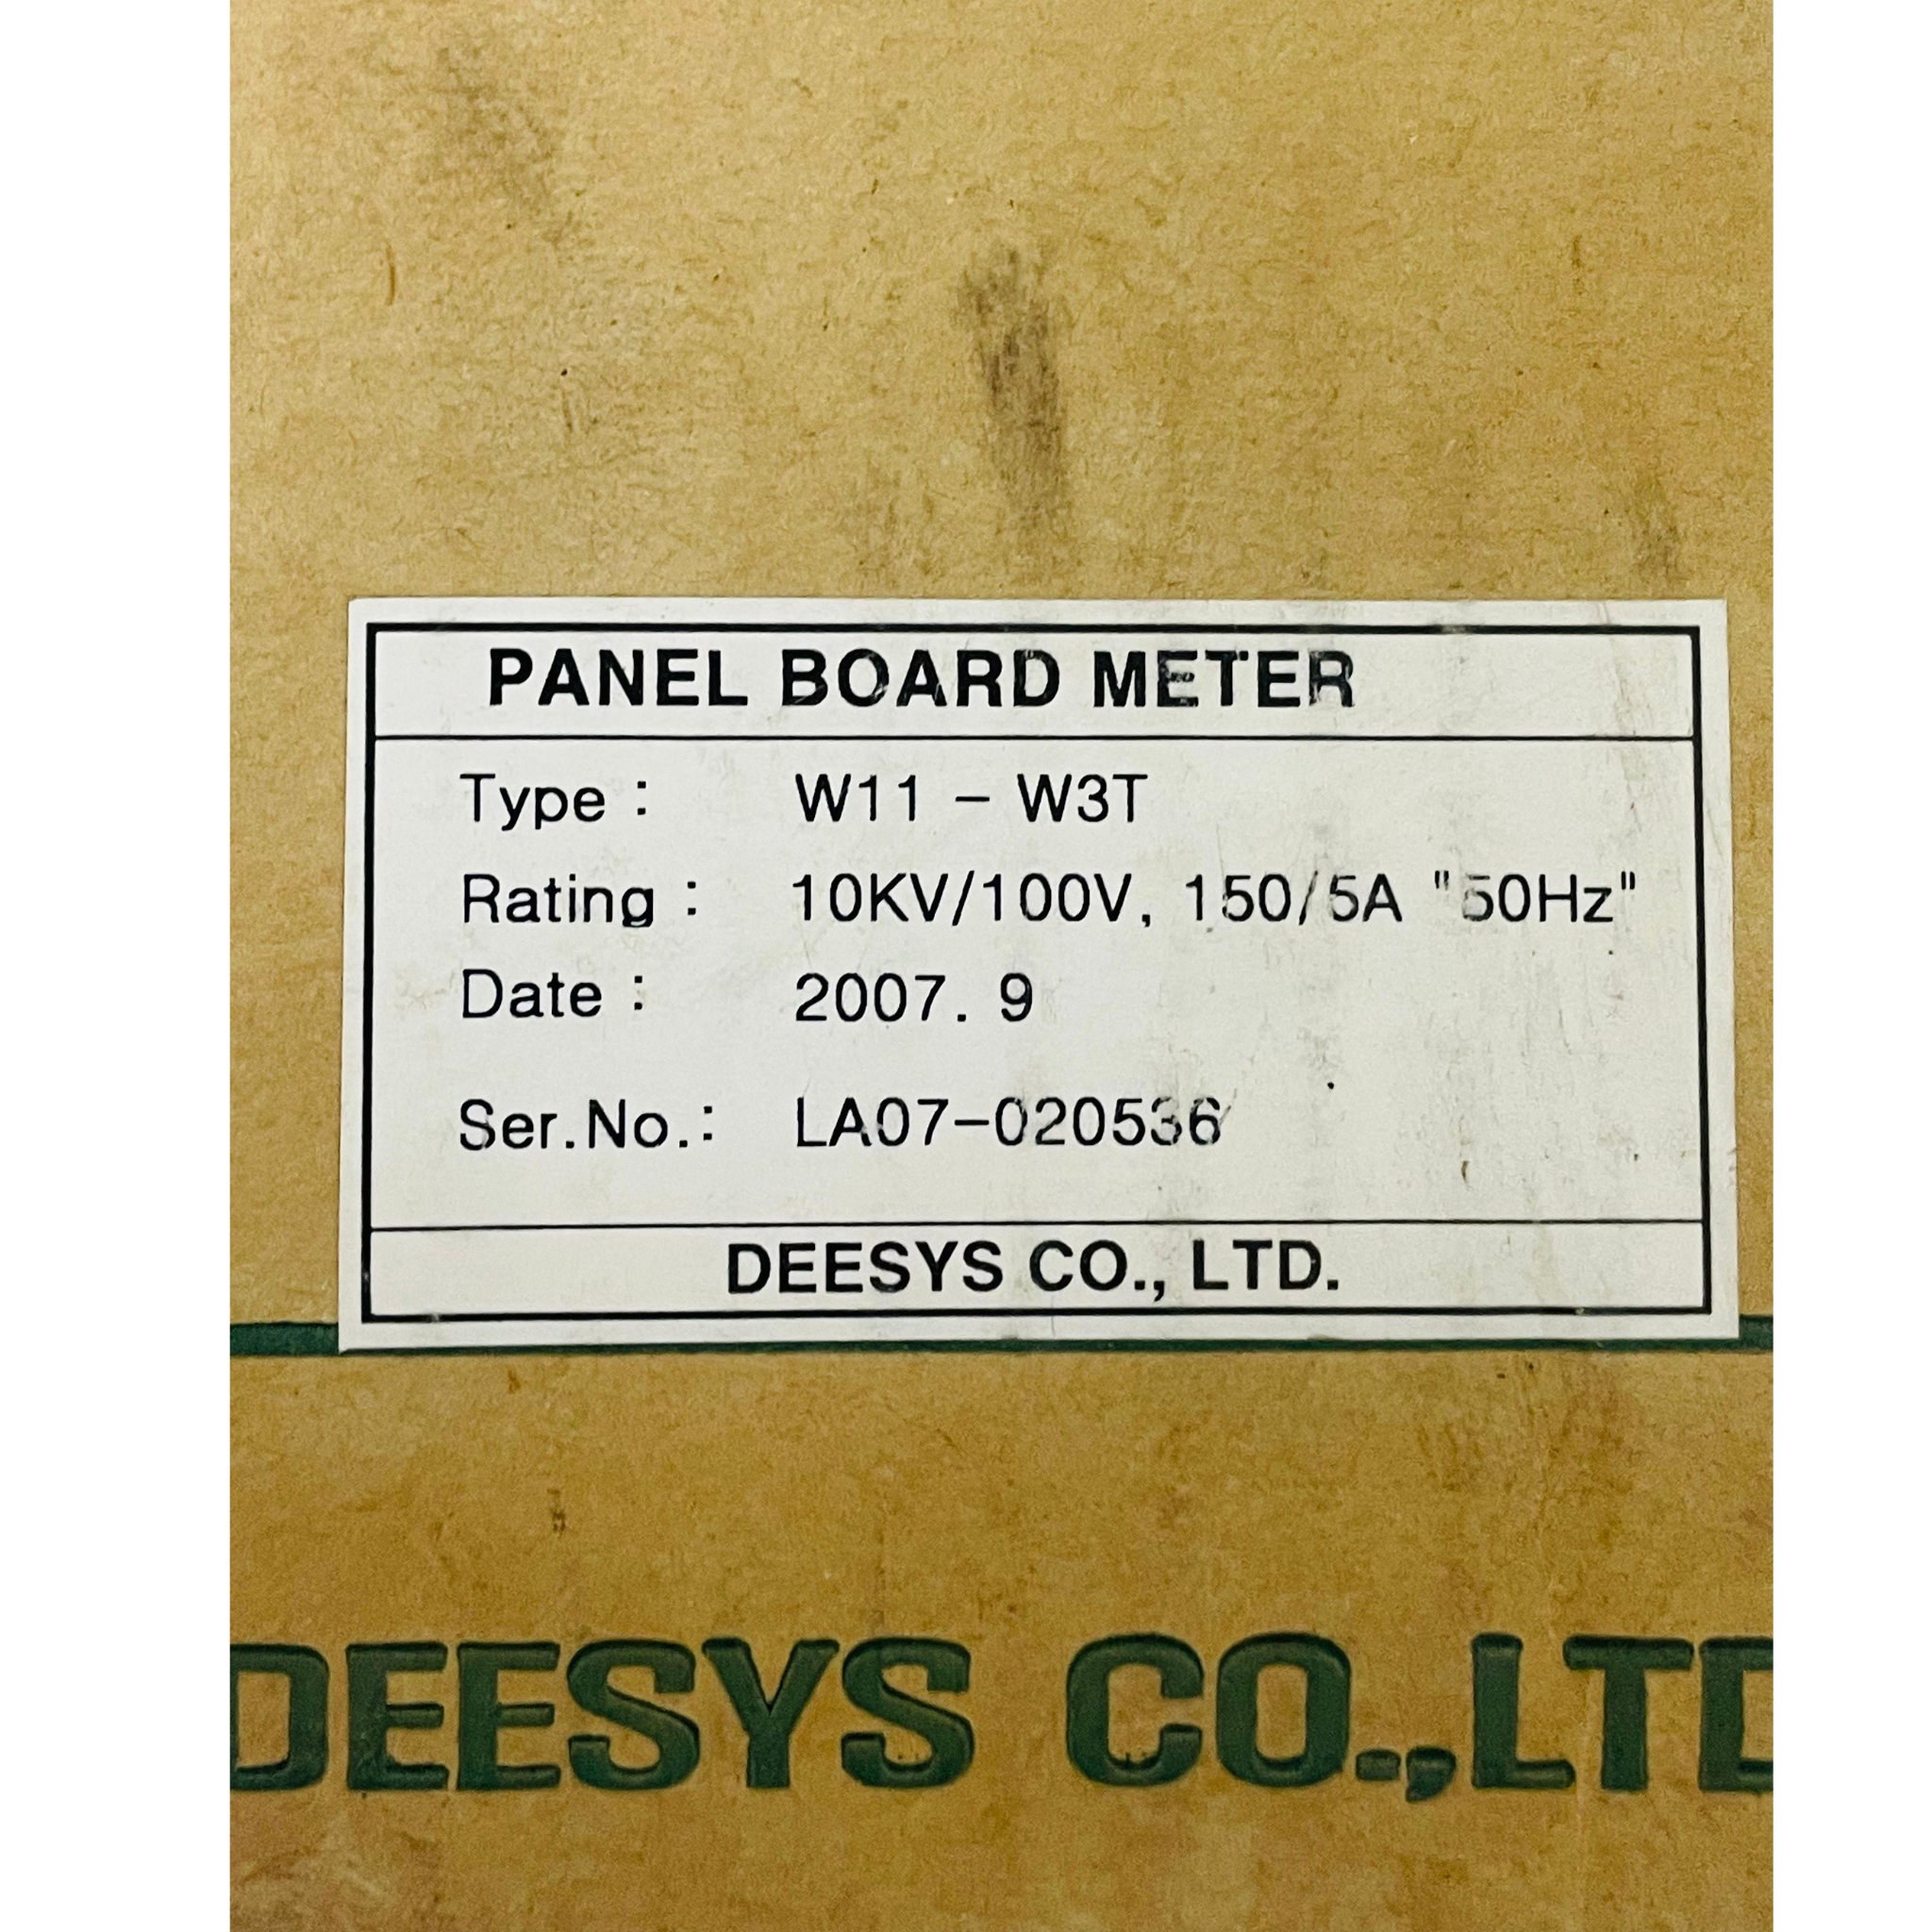 PANEL BOARD METER
Type : W11 - W3T
Rating : 10KV/100V, 150/5A "50Hz"
Date : 2007. 9
Ser.No.: LA07-020536
DEESYS CO., LTD.
DEESYS CO.,LTD